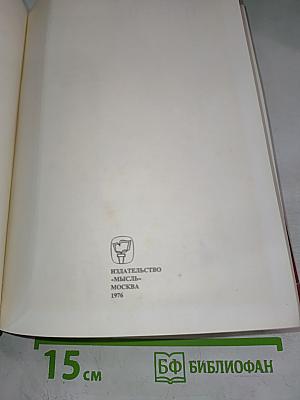 ИЗДАТЕЛЬСТВО
«МЫСЛЬ»
МОСКВА
1976
15 см
БФ БИБЛИОФАН